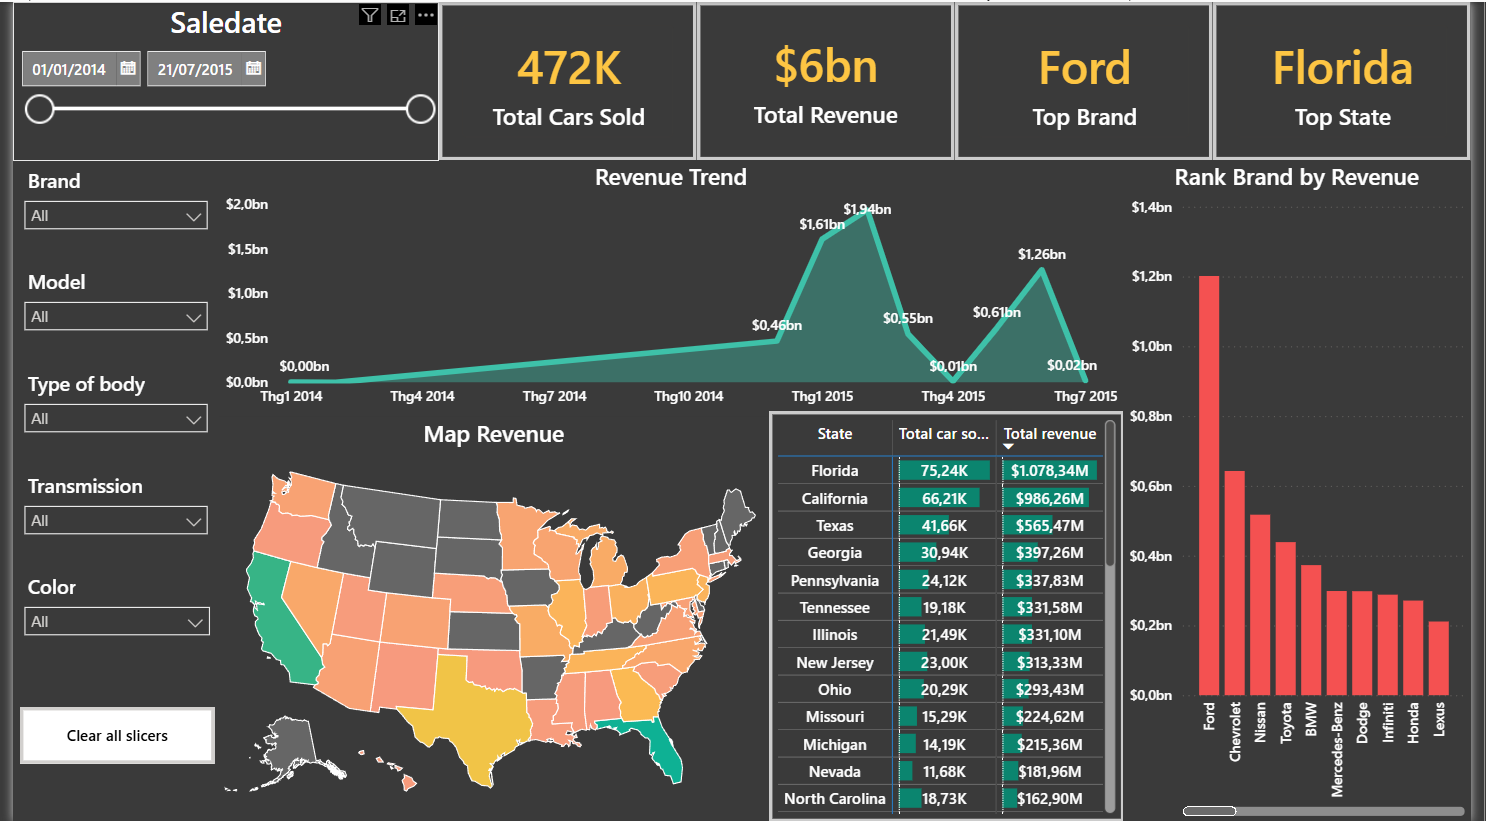 Saledate
01/01/2014
21/07/2015
472K
Total Cars Sold
$6bn
Total Revenue
Ford
Top Brand
Florida
Top State
Brand
All
Model
All
Type of body
All
Transmission
All
Color
All
Clear all slicers
Revenue Trend
$2,0bn
$1,5bn
$1,0bn
$0,5bn
$0,0bn
$0,00bn
$0,46bn
$1,61bn
$1,94bn
$0,55bn
$0,01bn
$0,61bn
$1,26bn
$0,02bn
Thg1 2014
Thg4 2014
Thg7 2014
Thg10 2014
Thg1 2015
Thg4 2015
Thg7 2015
Map Revenue
State Total car so... Total revenue
Florida 75,24K $1.078,34M
California 66,21K $986,26M
Texas 41,66K $565,47M
Georgia 30,94K $397,26M
Pennsylvania 24,12K $337,83M
Tennessee 19,18K $331,58M
Illinois 21,49K $331,10M
New Jersey 23,00K $313,33M
Ohio 20,29K $293,43M
Missouri 15,29K $224,62M
Michigan 14,19K $215,36M
Nevada 11,68K $181,96M
North Carolina 18,73K $162,90M
Rank Brand by Revenue
$1,4bn
$1,2bn
$1,0bn
$0,8bn
$0,6bn
$0,4bn
$0,2bn
$0,0bn
Ford
Chevrolet
Nissan
Toyota
BMW
Mercedes-Benz
Dodge
Infiniti
Honda
Lexus